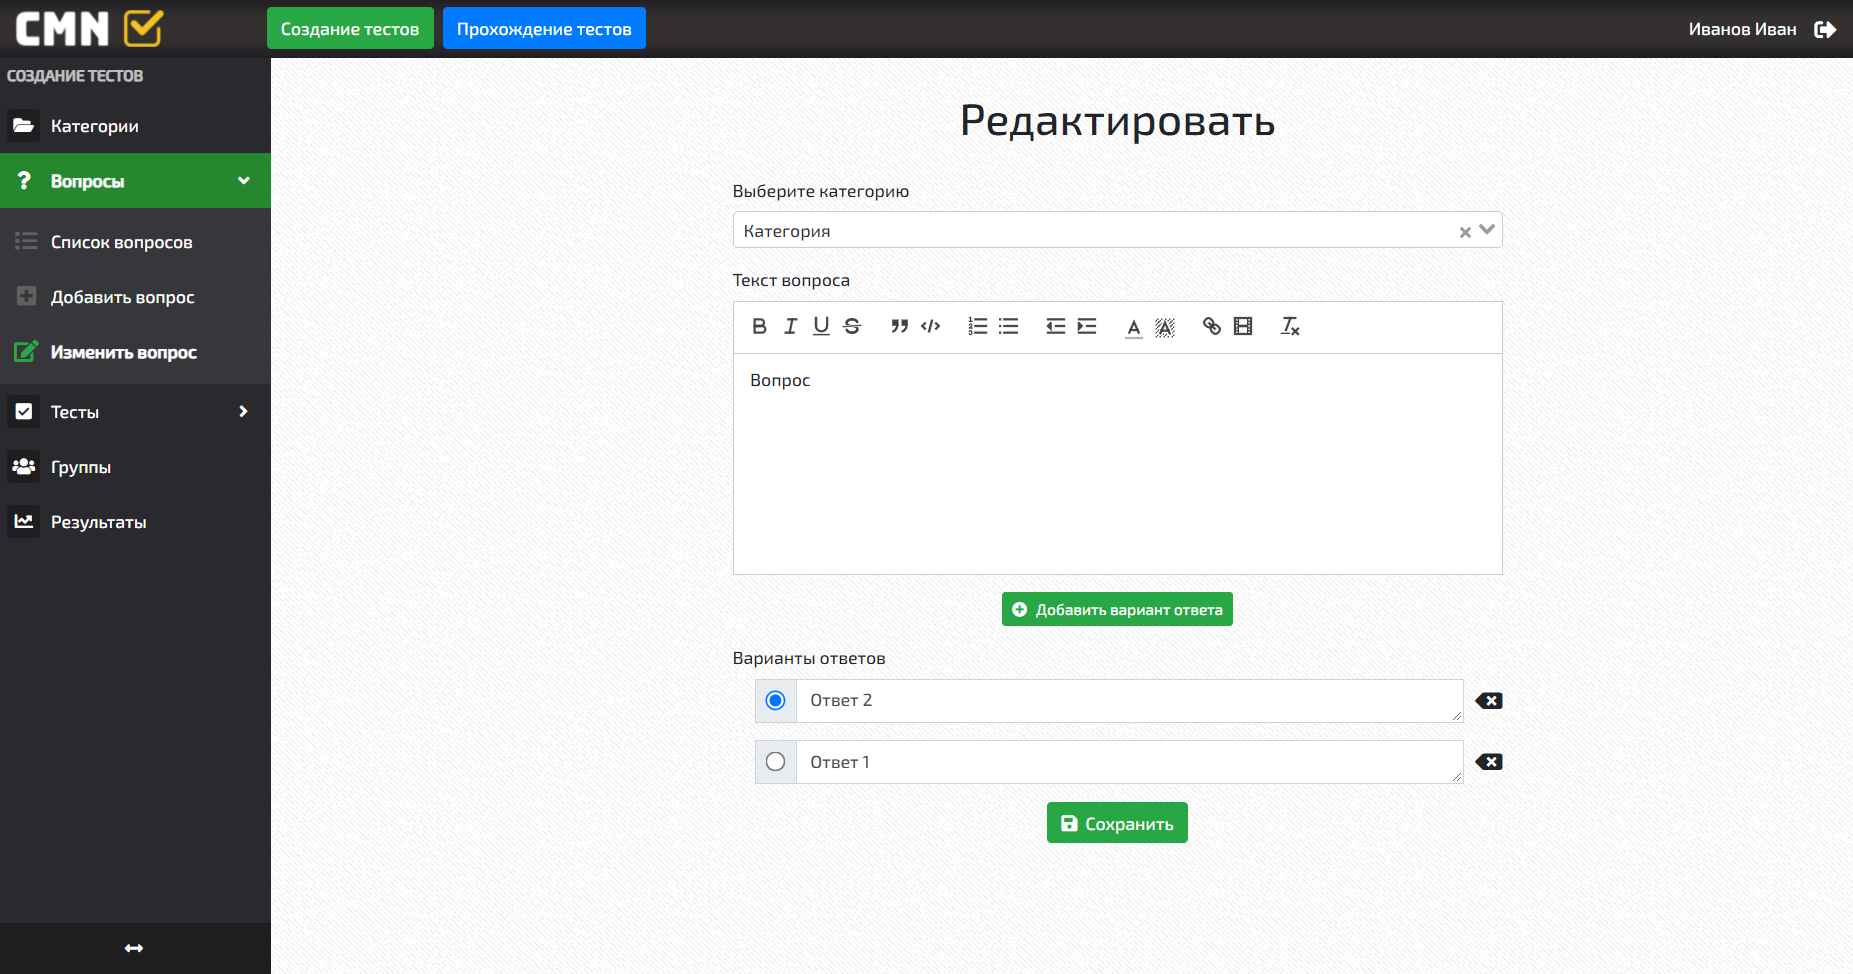 CMN
Создание тестов
Прохождение тестов
Иванов Иван
СОЗДАНИЕ ТЕСТОВ
Категории
Вопросы
Список вопросов
Добавить вопрос
Изменить вопрос
Тесты
Группы
Результаты
Редактировать
Выберите категорию
Категория
Текст вопроса
Вопрос
Добавить вариант ответа
Варианты ответов
Ответ 2
Ответ 1
Сохранить